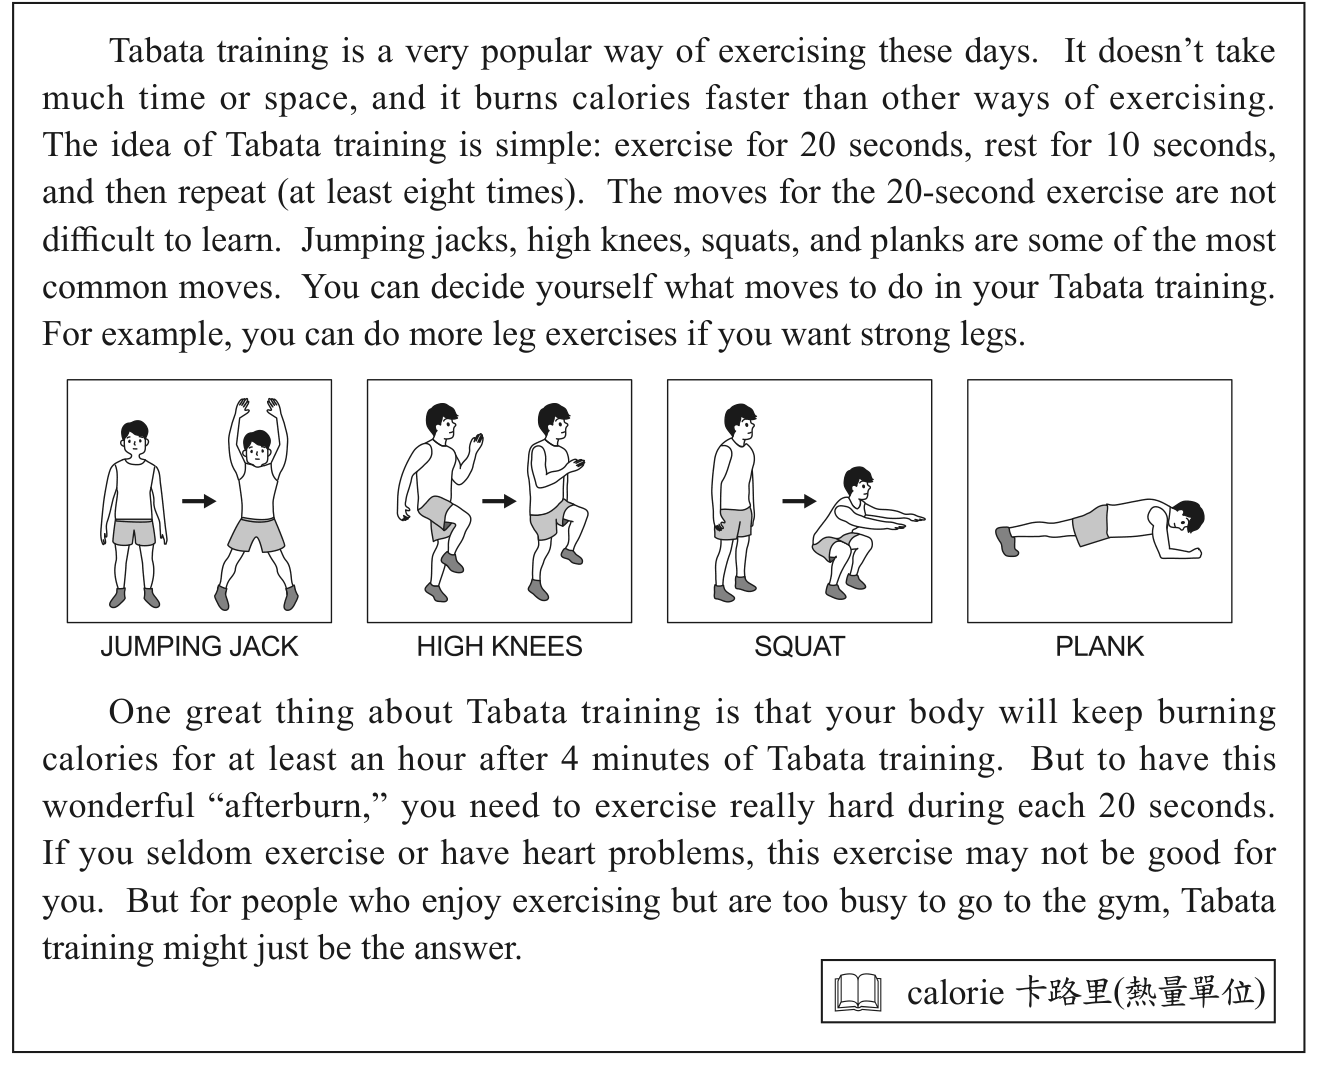 Tabata training is a very popular way of exercising these days. It doesn’t take
much time or space, and it burns calories faster than other ways of exercising.
The idea of Tabata training is simple: exercise for 20 seconds, rest for 10 seconds,
and then repeat (at least eight times). The moves for the 20-second exercise are not
difficult to learn. Jumping jacks, high knees, squats, and planks are some of the most
common moves. You can decide yourself what moves to do in your Tabata training.
For example, you can do more leg exercises if you want strong legs.
JUMPING JACK
HIGH KNEES
SQUAT
PLANK
One great thing about Tabata training is that your body will keep burning
calories for at least an hour after 4 minutes of Tabata training. But to have this
wonderful “afterburn,” you need to exercise really hard during each 20 seconds.
If you seldom exercise or have heart problems, this exercise may not be good for
you. But for people who enjoy exercising but are too busy to go to the gym, Tabata
training might just be the answer.
calorie 卡路里(熱量單位)